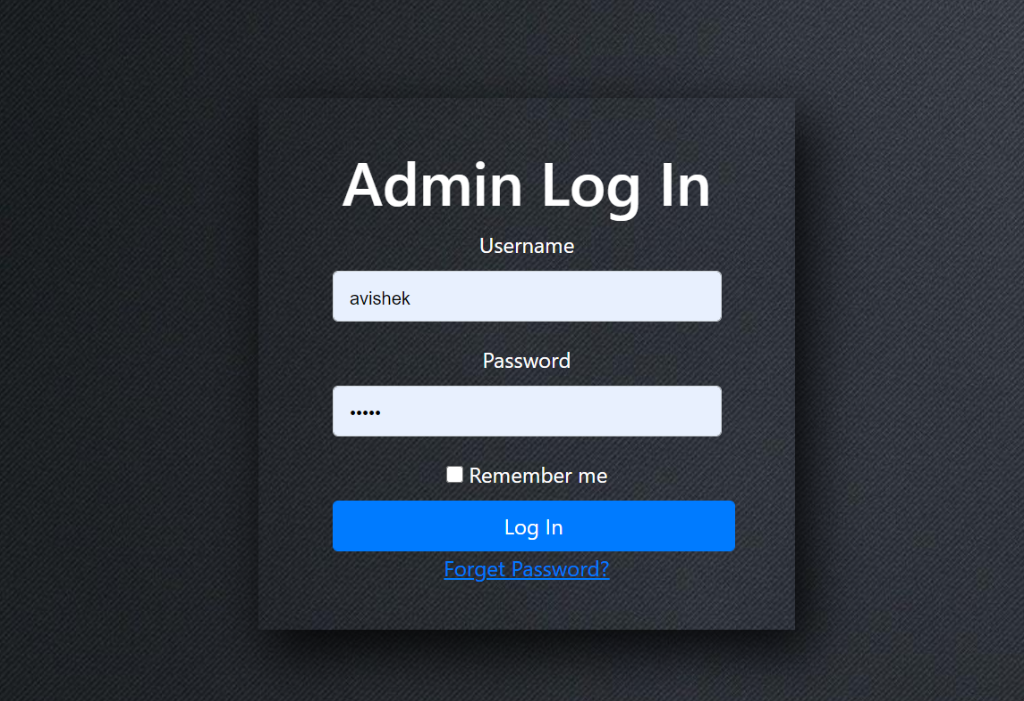 Admin Log In
Username
avishek
Password
•••••
Remember me
Log In
Forget Password?